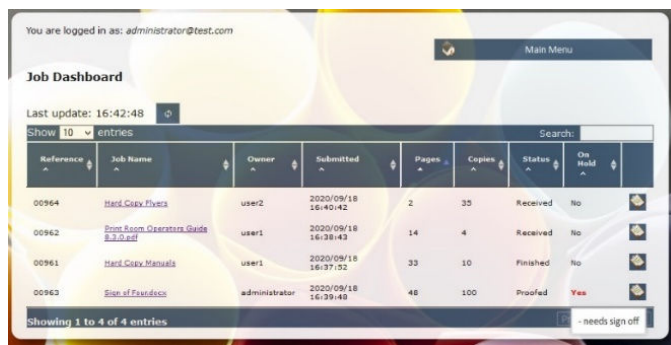 You are logged in as: administrator@test.com
Main Menu
Job Dashboard
Last update: 16:42:48
Show 10 entries Search:
Reference Job Name Owner Submitted Pages Copies Status On Hold
00964 Hard Copy Flyers user2 2020/09/18 16:40:42 2 35 Received No
00962 Print Room Operators Guide 8.3.0.pdf user1 2020/09/18 16:38:43 14 4 Received No
00961 Hard Copy Manuals user1 2020/09/18 16:37:52 33 10 Finished No
00963 Sign of Four.docx administrator 2020/09/18 16:39:48 48 100 Proofed Yes
Showing 1 to 4 of 4 entries
- needs sign off